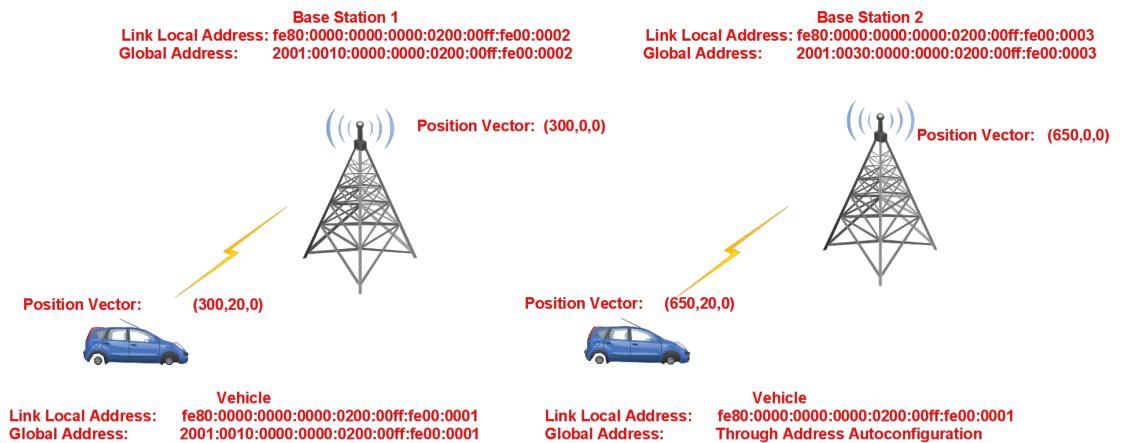 Base Station 1
Link Local Address: fe80:0000:0000:0000:0200:00ff:fe00:0002
Global Address: 2001:0010:0000:0000:0200:00ff:fe00:0002
Base Station 2
Link Local Address: fe80:0000:0000:0000:0200:00ff:fe00:0003
Global Address: 2001:0030:0000:0000:0200:00ff:fe00:0003
Position Vector: (300,0,0)
Position Vector: (650,0,0)
Position Vector: (300,20,0)
Position Vector: (650,20,0)
Vehicle
Link Local Address: fe80:0000:0000:0000:0200:00ff:fe00:0001
Global Address: 2001:0010:0000:0000:0200:00ff:fe00:0001
Vehicle
Link Local Address: fe80:0000:0000:0000:0200:00ff:fe00:0001
Global Address: Through Address Autoconfiguration